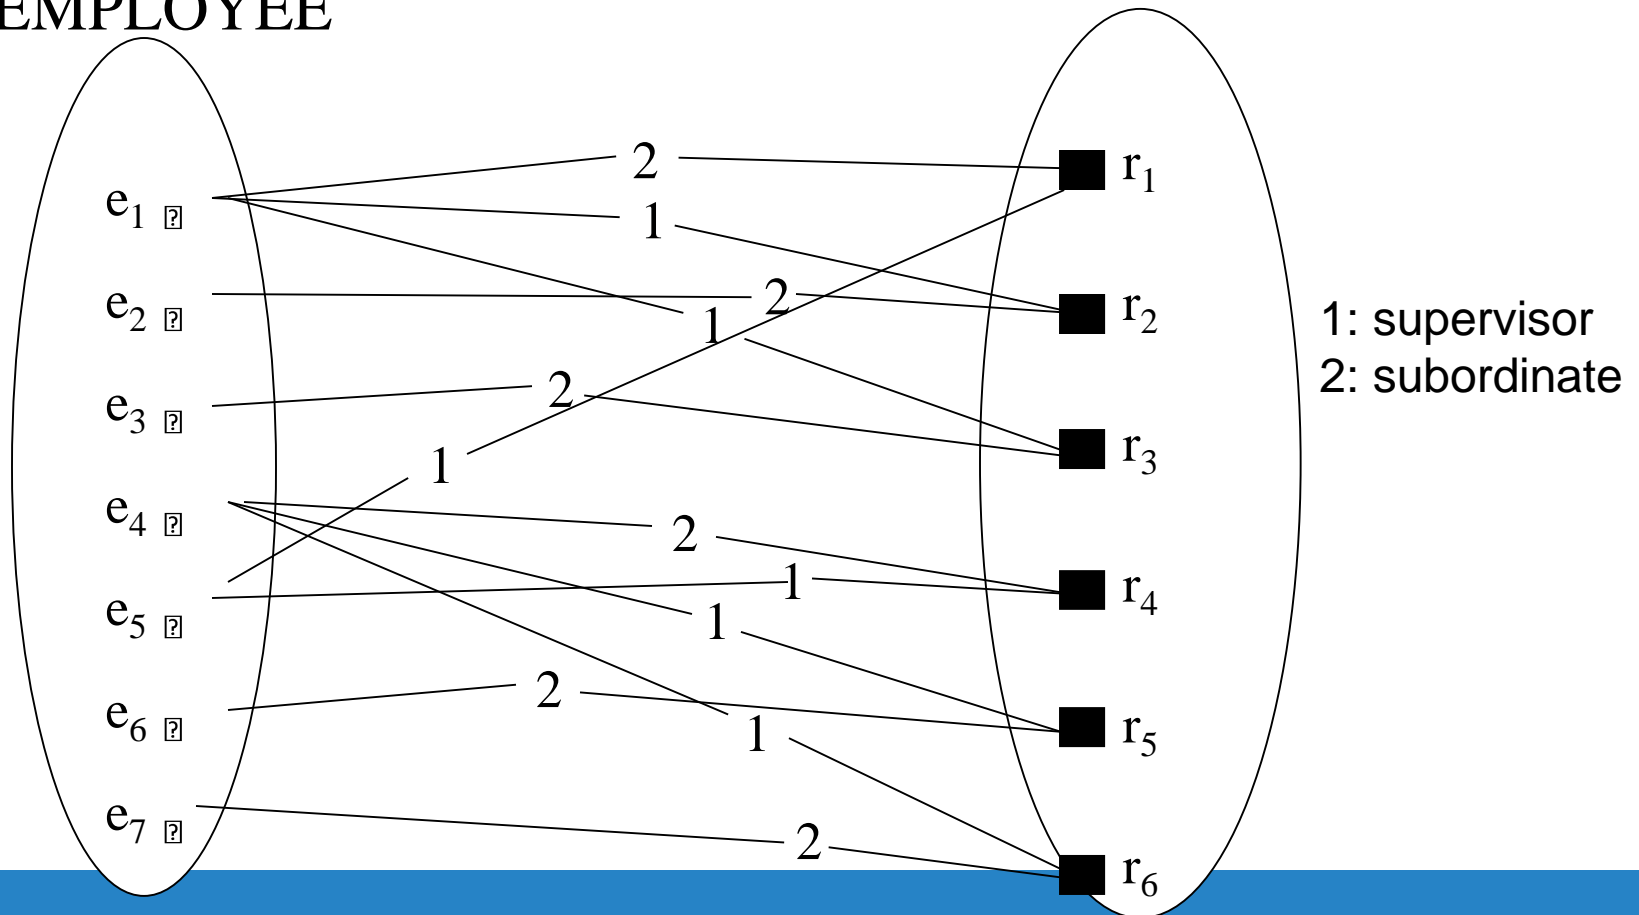 EMPLOYEE
e1
e2
e3
e4
e5
e6
e7
2
1
2
1
2
1
2
1
1
2
1
2
r1
r2
r3
r4
r5
r6
1: supervisor
2: subordinate